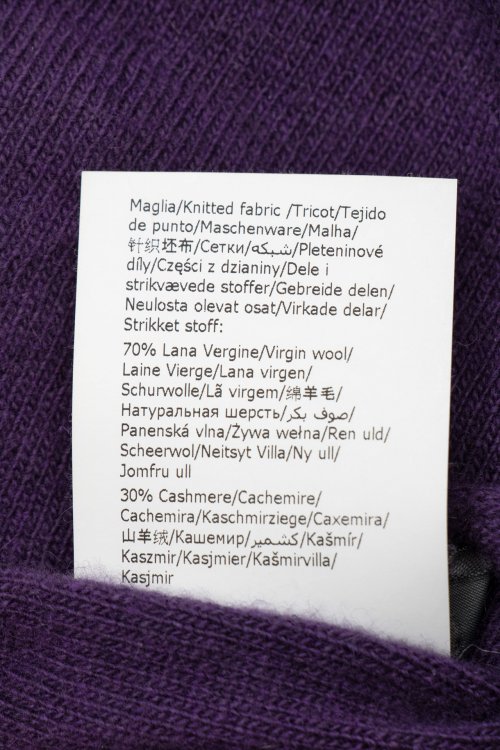 Maglia/Knitted fabric /Tricot/Tejido
de punto/Maschenware/Malha/
针织坯布/Сетки/شبكه/Pleteninové
díly/Części z dzianiny/Dele i
strikvævede stoffer/Gebreide delen/
Neulosta olevat osat/Virkade delar/
Strikket stoff:
70% Lana Vergine/Virgin wool/
Laine Vierge/Lana virgen/
Schurwolle/Lã virgem/绵羊毛/
Натуральная шерсть/صوف بكر/
Panenská vlna/Żywa wełna/Ren uld/
Scheerwol/Neitsyt Villa/Ny ull/
Jomfru ull
30% Cashmere/Cachemire/
Cachemira/Kaschmirziege/Caxemira/
山羊绒/Кашемир/كشمير/Kašmír/
Kaszmir/Kasjmier/Kašmirvilla/
Kasjmir